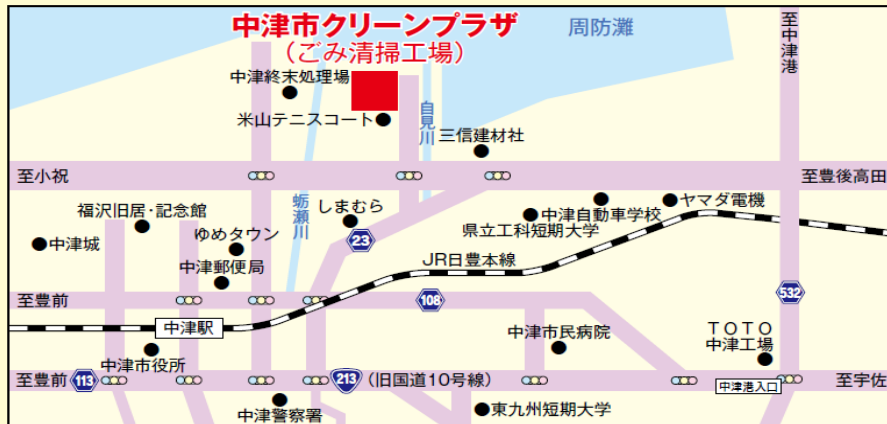 中津市クリーンプラザ
（ごみ清掃工場）
周防灘
至中津港
中津終末処理場
米山テニスコート
自見川
三信建材社
至小祝
至豊後高田
蛎瀬川
福沢旧居・記念館
しまむら
中津自動車学校
ヤマダ電機
県立工科短期大学
中津城
ゆめタウン
23
中津郵便局
JR日豊本線
至豊前
108
532
中津駅
中津市民病院
TOTO
中津工場
中津市役所
至豊前
113
213
（旧国道10号線）
中津港入口
至宇佐
中津警察署
東九州短期大学